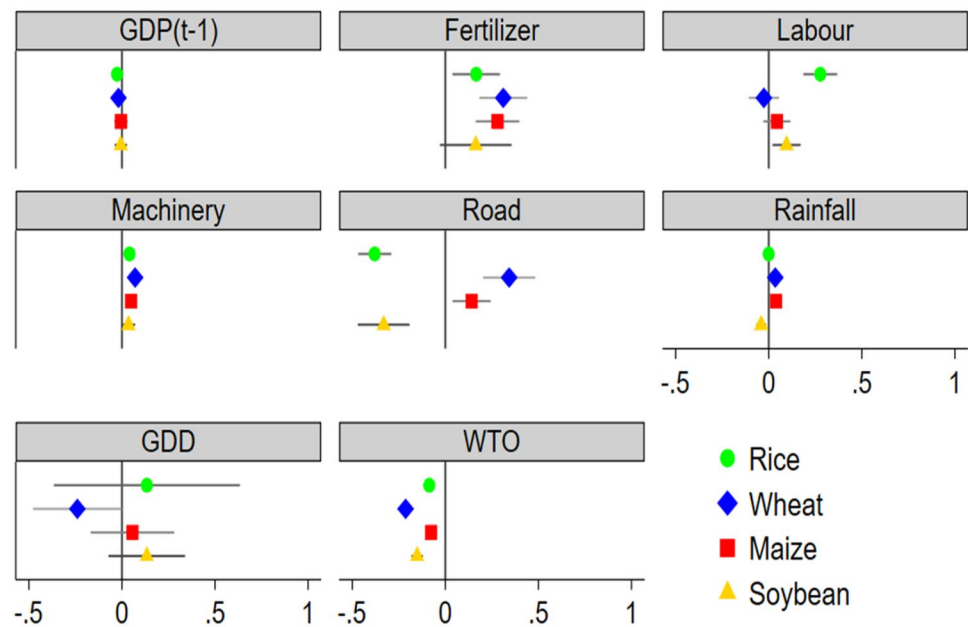 GDP(t-1) Fertilizer Labour
Machinery Road Rainfall
-.5 0 .5 1
GDD WTO
Rice
Wheat
Maize
Soybean
-.5 0 .5 1 -.5 0 .5 1